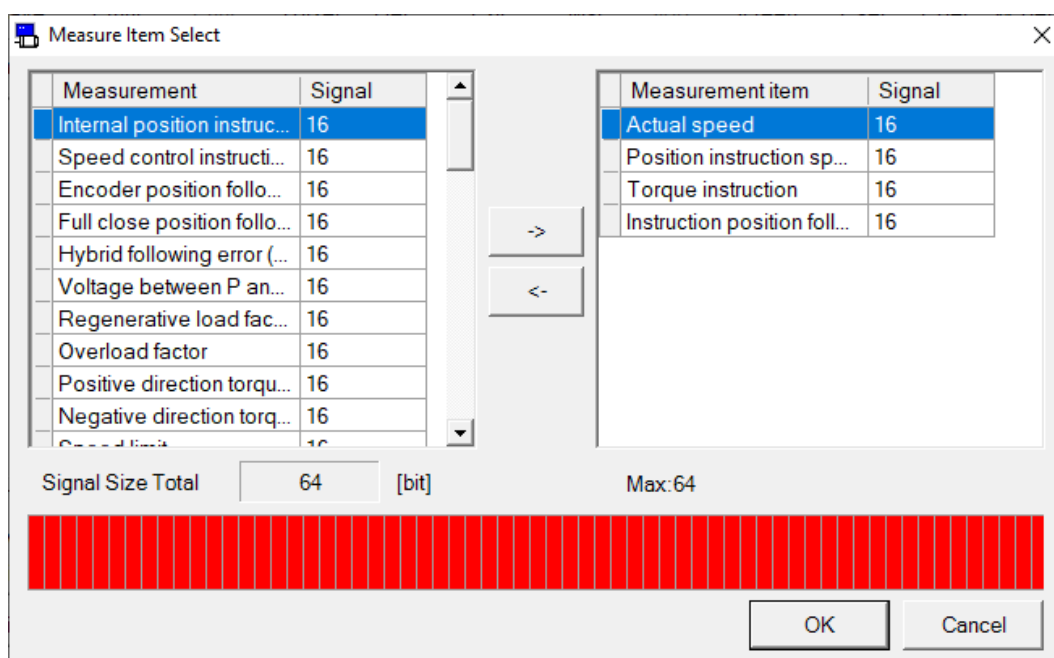 Measure Item Select
Measurement Signal
Internal position instruc... 16
Speed control instructi... 16
Encoder position follo... 16
Full close position follo... 16
Hybrid following error (... 16
Voltage between P an... 16
Regenerative load fac... 16
Overload factor 16
Positive direction torqu... 16
Negative direction torq... 16
Speed limit 16
->
<-
Measurement item Signal
Actual speed 16
Position instruction sp... 16
Torque instruction 16
Instruction position foll... 16
Signal Size Total 64 [bit] Max:64
OK Cancel